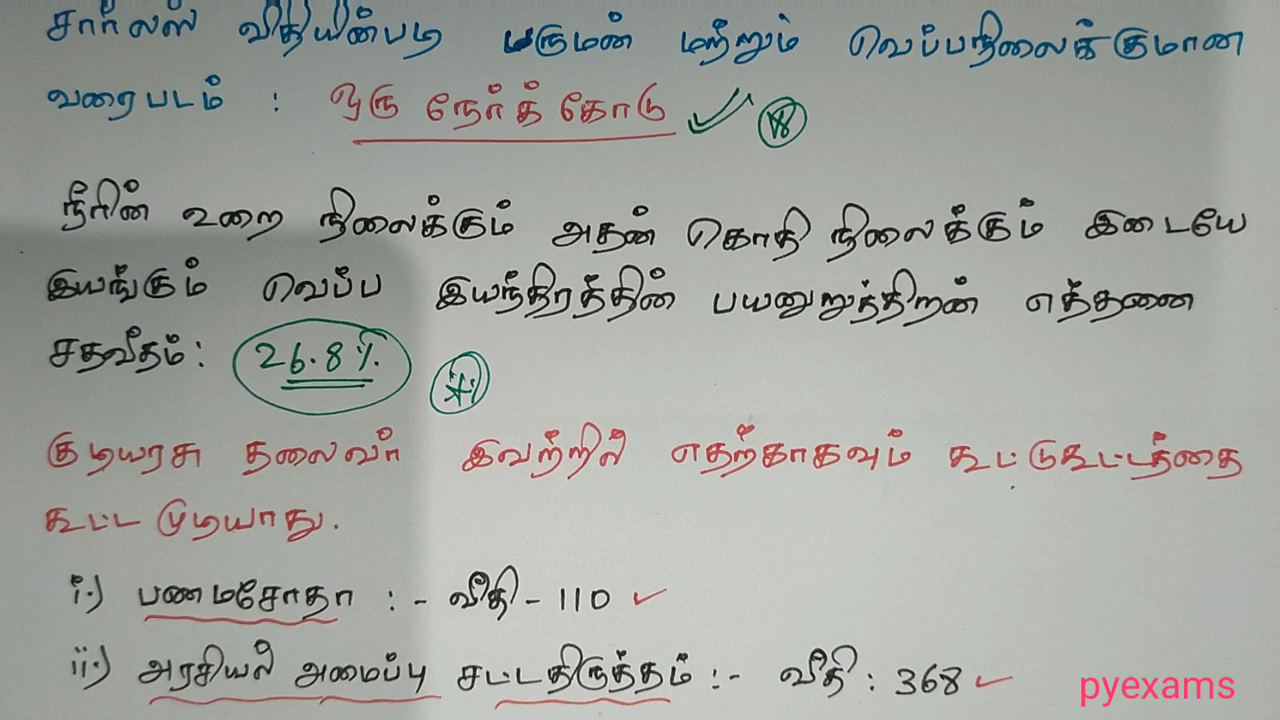 சார்லஸ் விதியின்படி பருமன் மற்றும் வெப்பநிலைக்குமான
வரைபடம் : ஒரு நேர்க் கோடு
நீரின் உறை நிலைக்கும் அதன் கொதி நிலைக்கும் இடையே
இயங்கும் வெப்ப இயந்திரத்தின் பயனுறுத்திறன் எத்தனை
சதவீதம்: 26.8%
குடியரசு தலைவர் இவற்றில் எதற்காகவும் கூட்டுகூட்டத்தை
கூட்ட முடியாது.
i.) பணமசோதா :- வீதி - 110
ii.) அரசியல் அமைப்பு சட்டதிருத்தம் :- வீதி : 368
pyexams